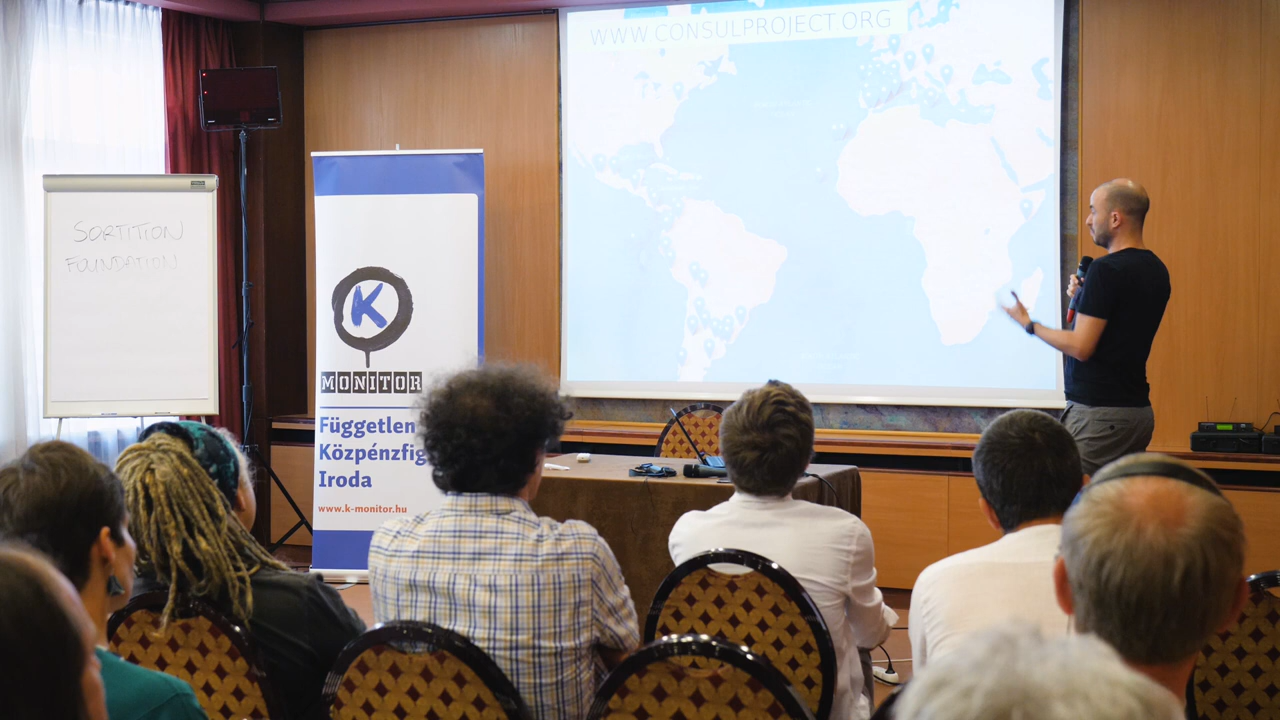 WWW.CONSULPROJECT.ORG
SORTITION
FOUNDATION
K
MONITOR
Független
Közpénzfig
Iroda
www.k-monitor.hu